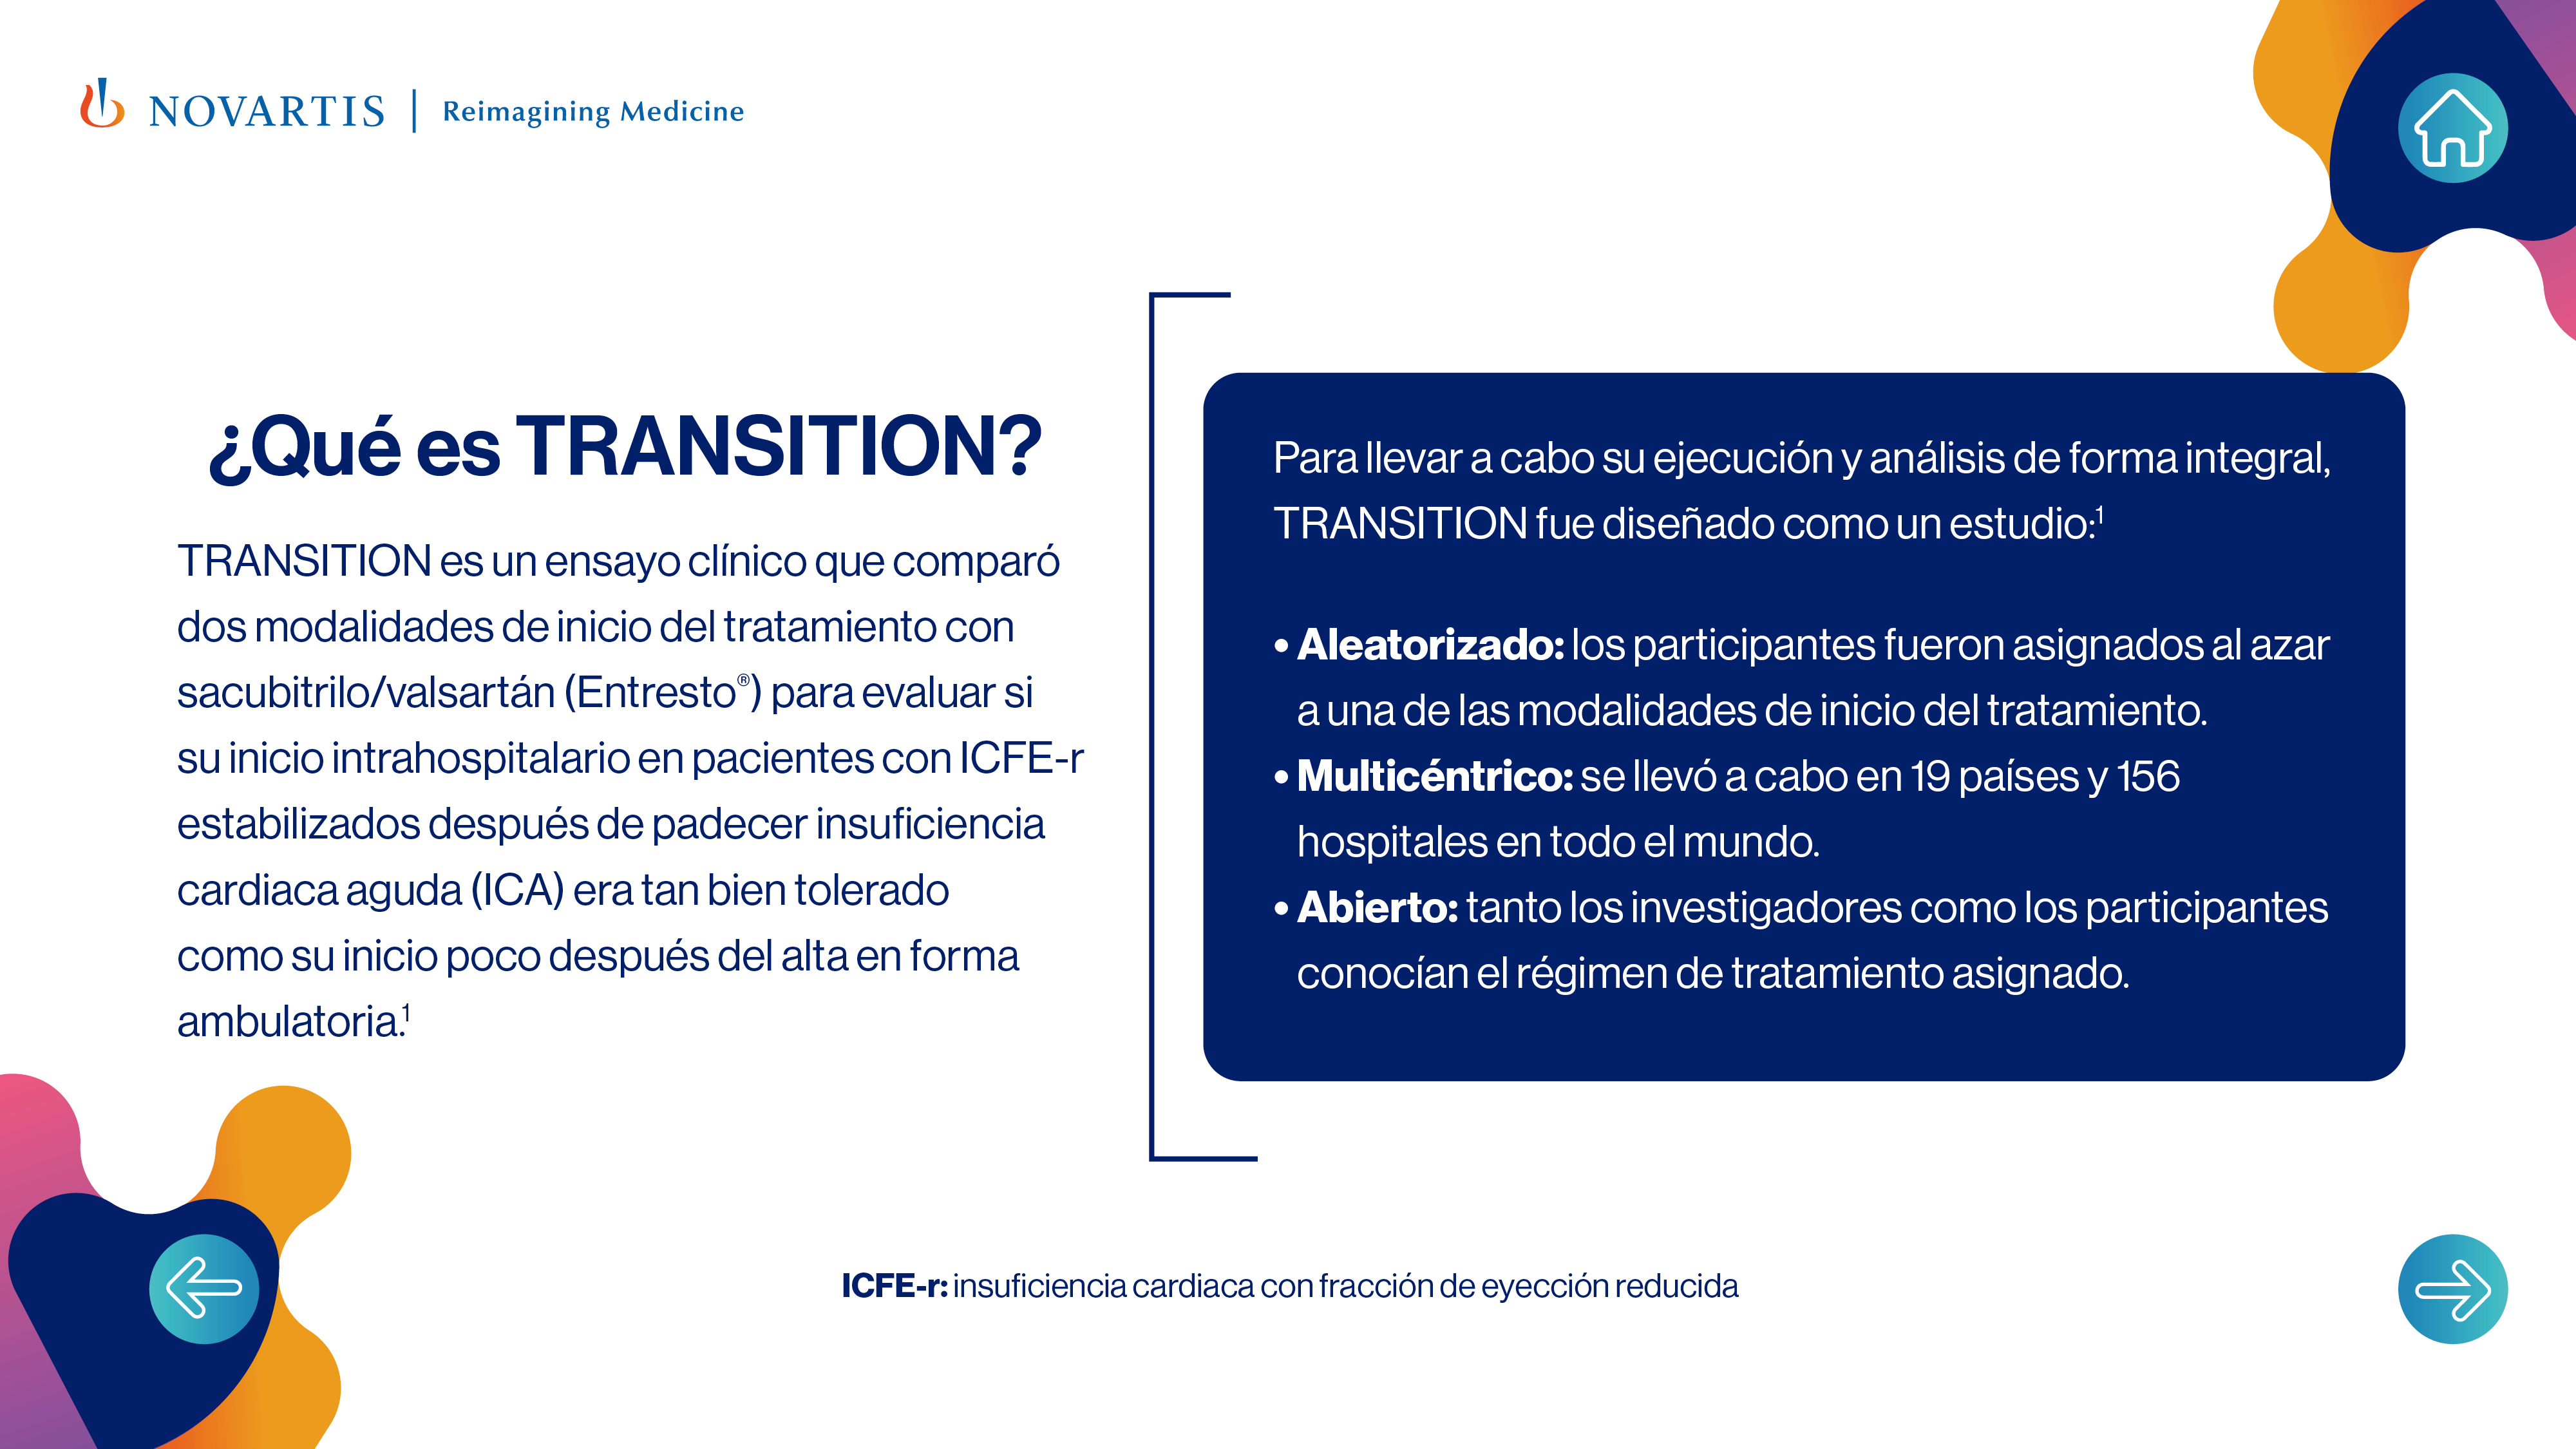 NOVARTIS | Reimagining Medicine
¿Qué es TRANSITION?
TRANSITION es un ensayo clínico que comparó
dos modalidades de inicio del tratamiento con
sacubitrilo/valsartán (Entresto®) para evaluar si
su inicio intrahospitalario en pacientes con ICFE-r
estabilizados después de padecer insuficiencia
cardiaca aguda (ICA) era tan bien tolerado
como su inicio poco después del alta en forma
ambulatoria.¹
Para llevar a cabo su ejecución y análisis de forma integral,
TRANSITION fue diseñado como un estudio:¹
• Aleatorizado: los participantes fueron asignados al azar
a una de las modalidades de inicio del tratamiento.
• Multicéntrico: se llevó a cabo en 19 países y 156
hospitales en todo el mundo.
• Abierto: tanto los investigadores como los participantes
conocían el régimen de tratamiento asignado.
ICFE-r: insuficiencia cardiaca con fracción de eyección reducida